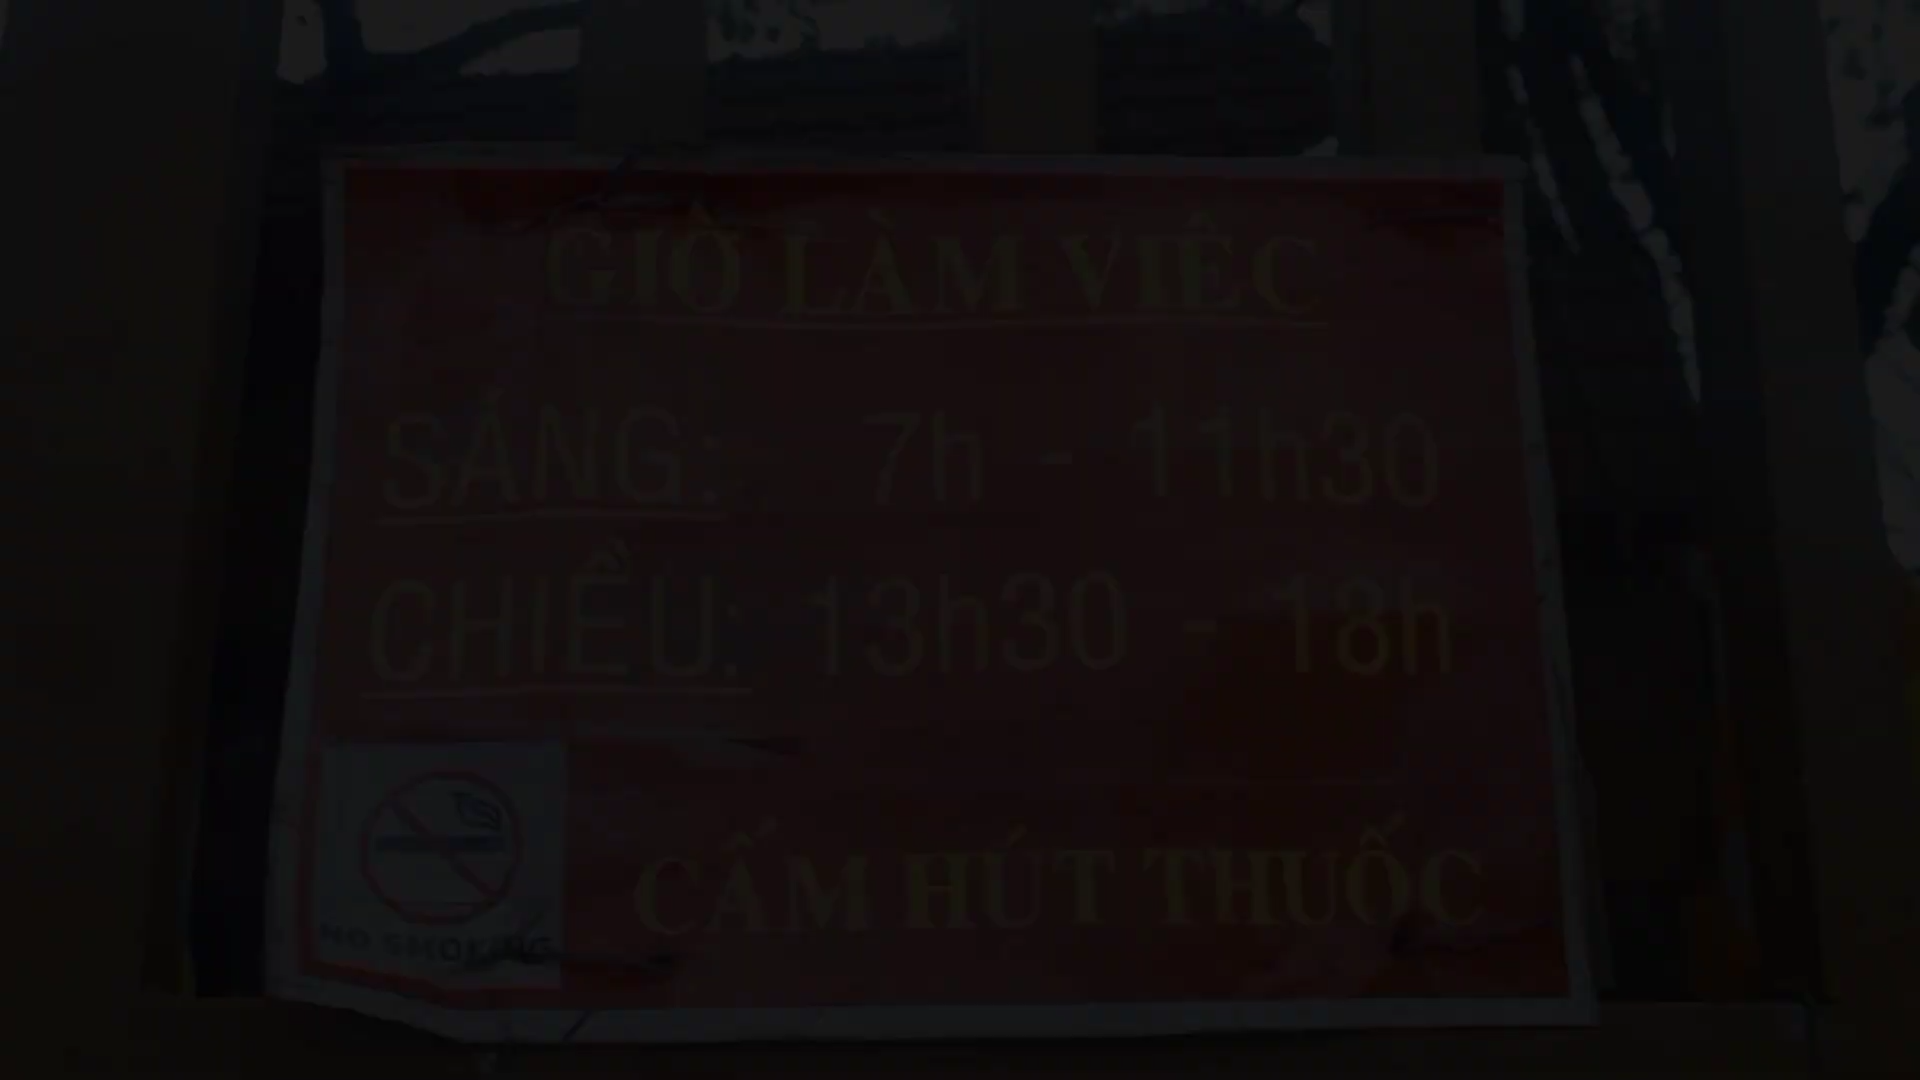 GIỜ LÀM VIỆC
SÁNG: 7h - 11h30
CHIỀU: 13h30 - 18h
CẤM HÚT THUỐC
NO SMOKING